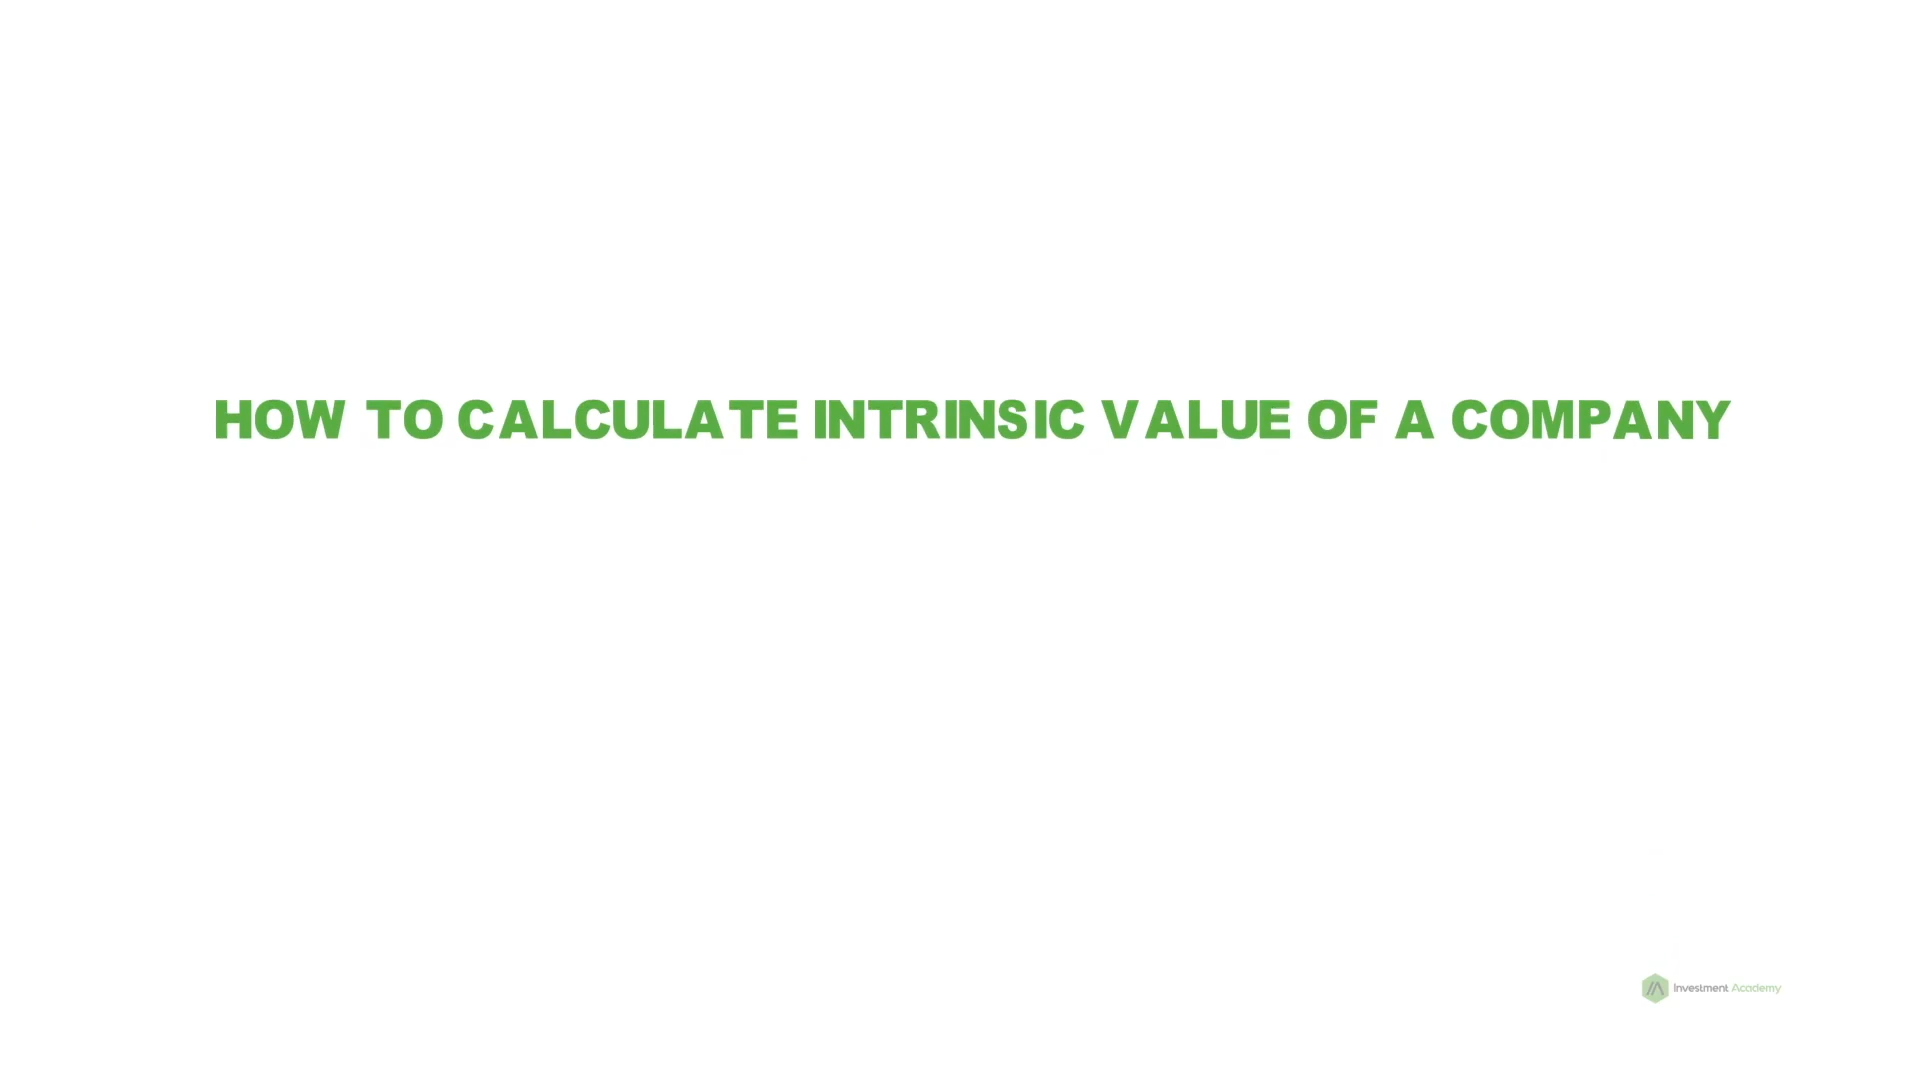 HOW TO CALCULATE INTRINSIC VALUE OF A COMPANY
Investment Academy